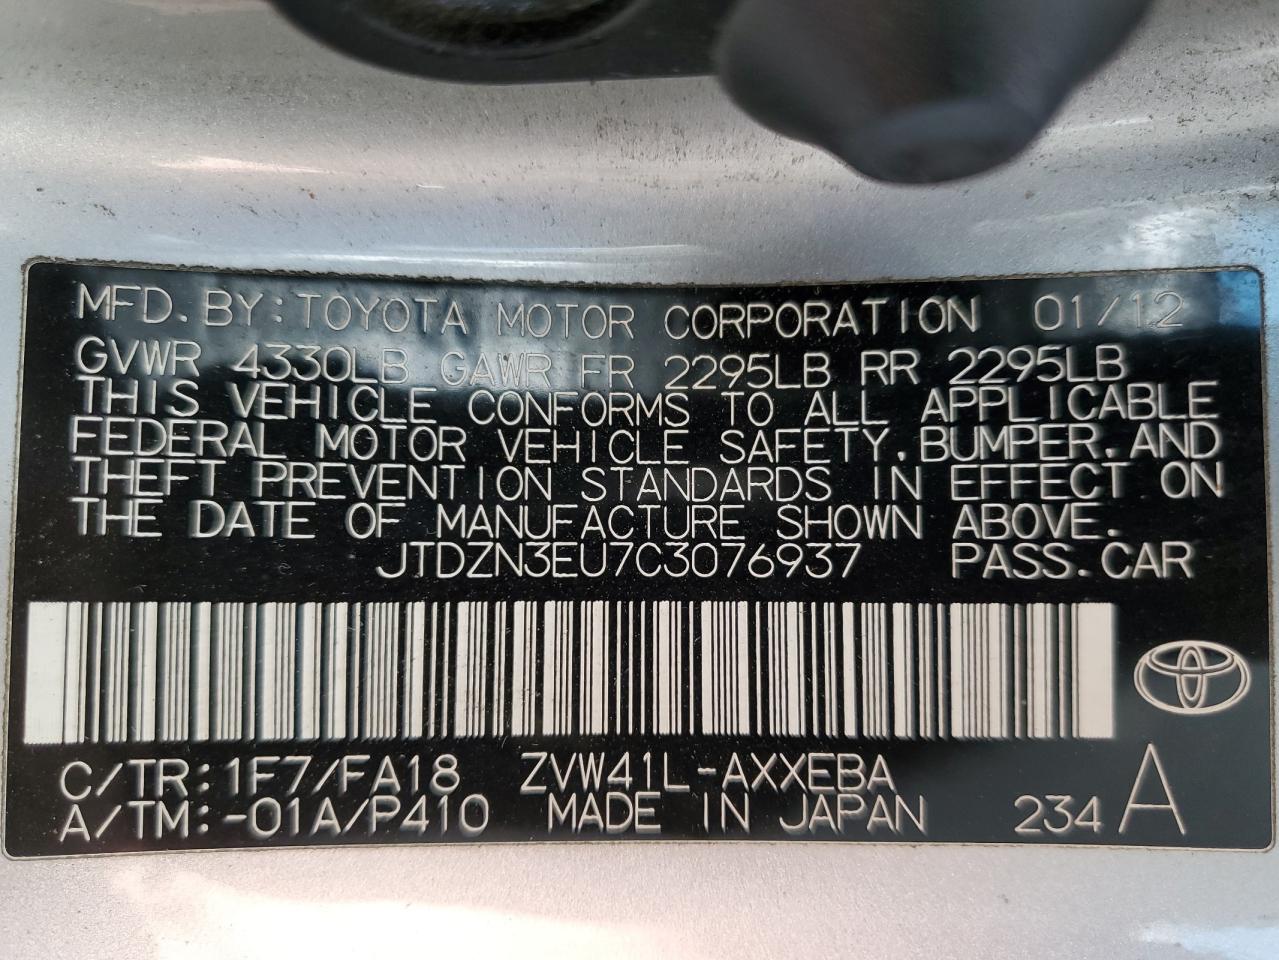 MFD. BY: TOYOTA MOTOR CORPORATION 01/12
GVWR 4330LB GAWR FR 2295LB RR 2295LB
THIS VEHICLE CONFORMS TO ALL APPLICABLE
FEDERAL MOTOR VEHICLE SAFETY, BUMPER, AND
THEFT PREVENTION STANDARDS IN EFFECT ON
THE DATE OF MANUFACTURE SHOWN ABOVE.
JTDZN3EU7C3076937 PASS. CAR
C/TR: 1F7/FA18 ZVW41L-AXXEBA
A/TM: -01A/P410 MADE IN JAPAN 234 A